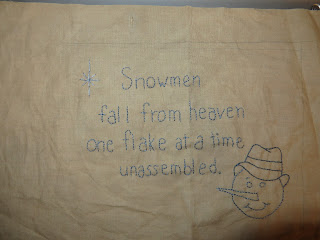 Snowmen
fall from heaven
one flake at a time
unassembled.